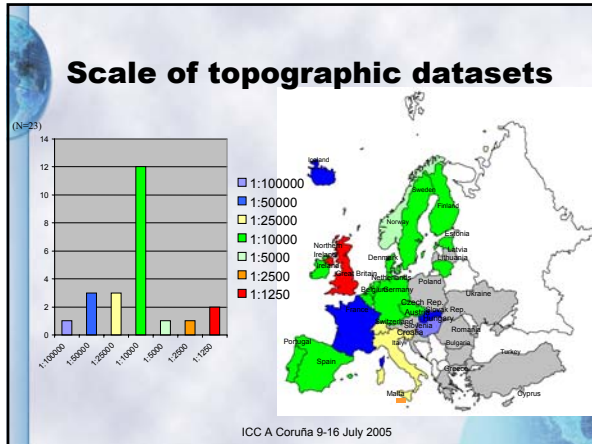 Scale of topographic datasets
(N=23)
14
12
10
8
6
4
2
0
1:100000
1:50000
1:25000
1:10000
1:5000
1:2500
1:1250
1:100000
1:50000
1:25000
1:10000
1:5000
1:2500
1:1250
Iceland
Sweden
Finland
Norway
Estonia
Latvia
Lithuania
Northern
Ireland
Ireland
Great Britain
Denmark
Netherlands
Belgium
Germany
Poland
Ukraine
Czech Rep.
Slovak Rep.
France
Austria
Hungary
Switzerland
Slovenia
Croatia
Romania
Bulgaria
Italy
Portugal
Spain
Greece
Turkey
Malta
Cyprus
ICC A Coruña 9-16 July 2005